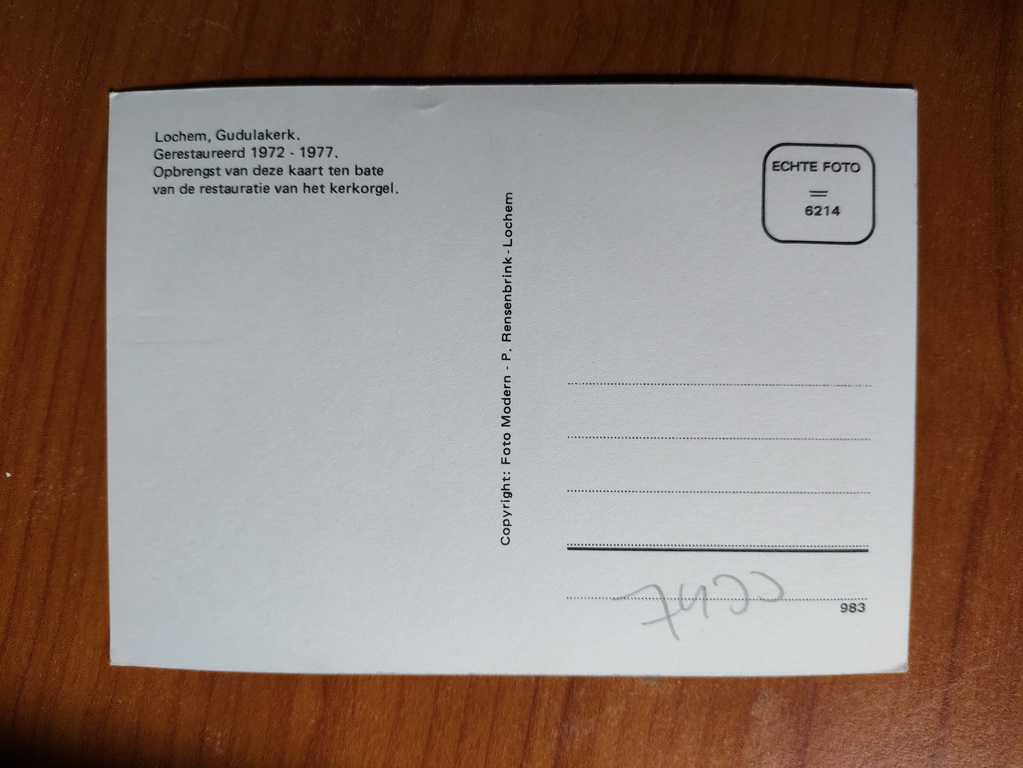 Lochem, Gudulakerk.
Gerestaureerd 1972 - 1977.
Opbrengst van deze kaart ten bate
van de restauratie van het kerkorgel.
Copyright: Foto Modern - P. Rensenbrink - Lochem
ECHTE FOTO
=
6214
983